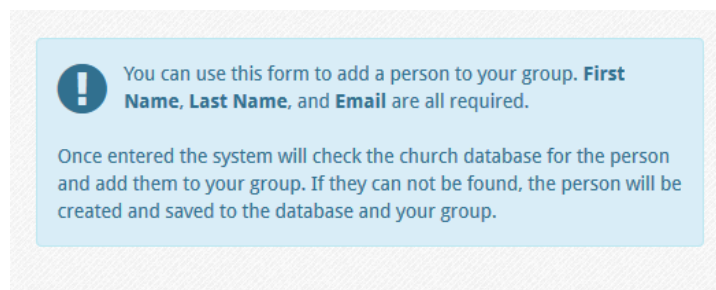 You can use this form to add a person to your group. First
Name, Last Name, and Email are all required.
Once entered the system will check the church database for the person
and add them to your group. If they can not be found, the person will be
created and saved to the database and your group.